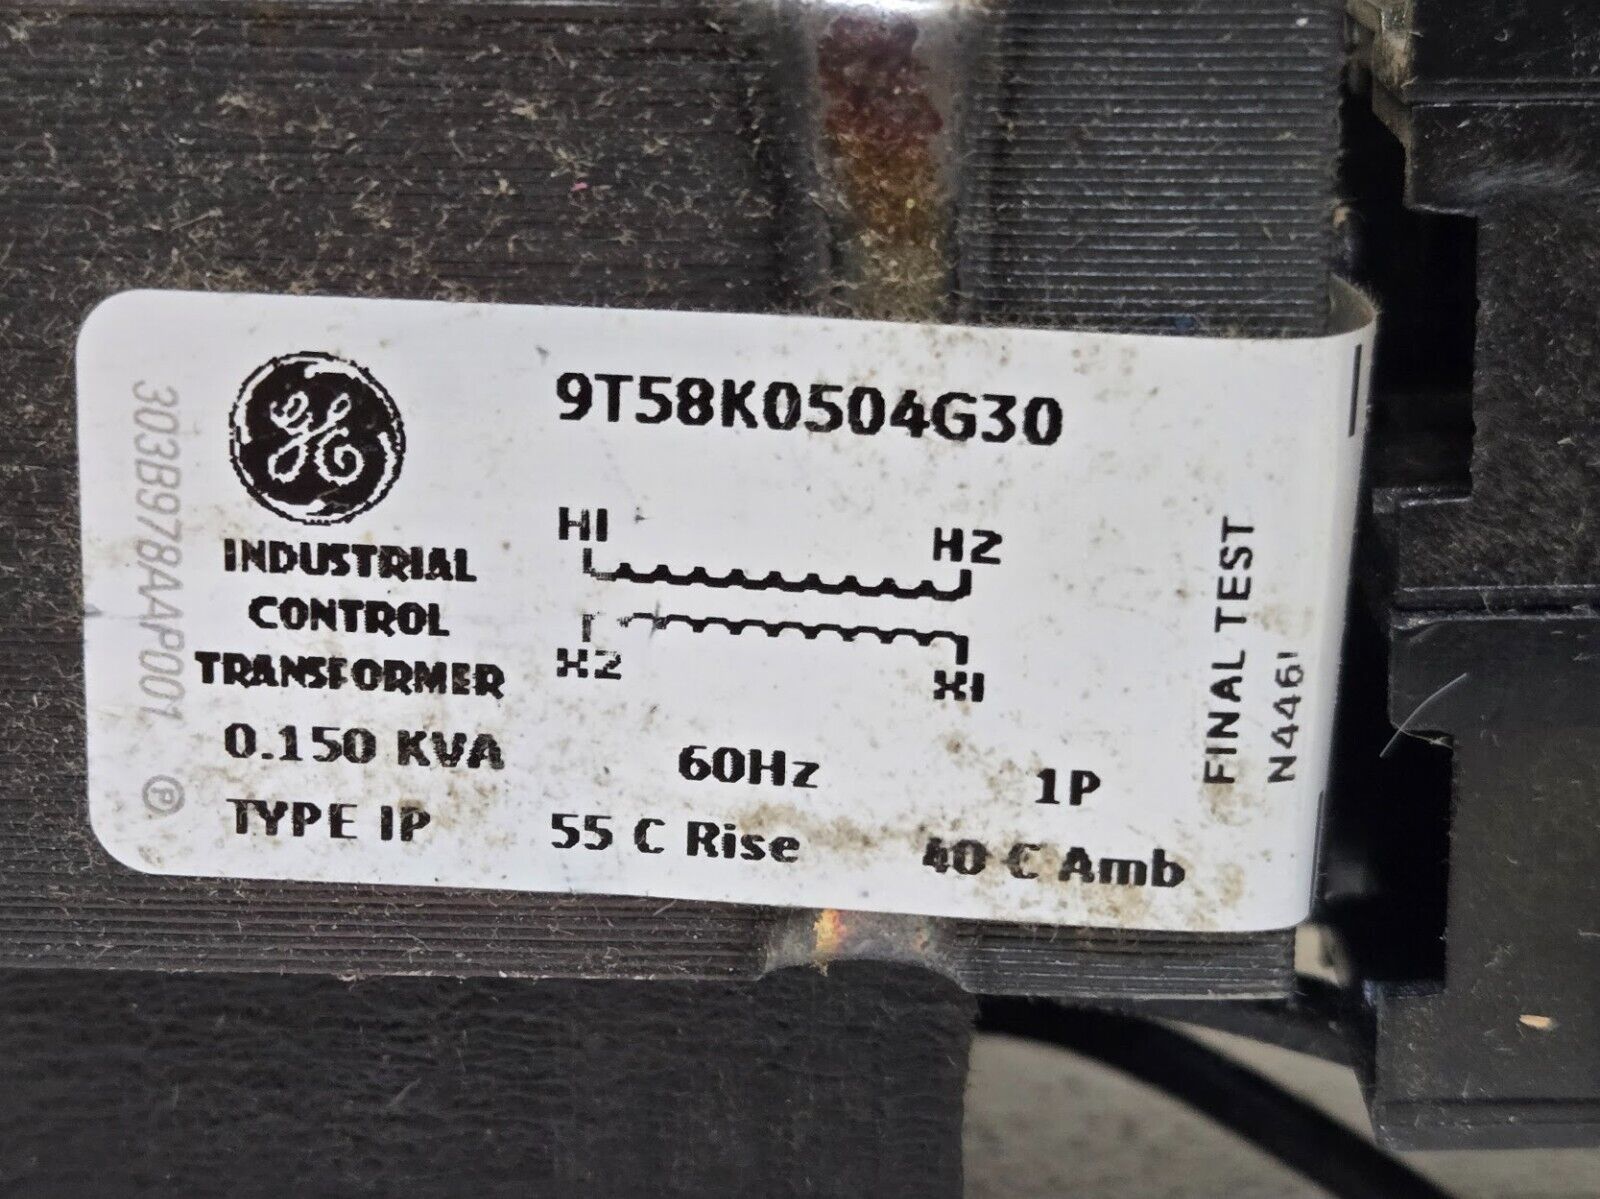 303B978AAP001
GE
9T58K0504G30
H1
H2
X2
X1
INDUSTRIAL
CONTROL
TRANSFORMER
0.150 KVA
60Hz
1P
TYPE IP
55 C Rise
40 C Amb
FINAL TEST